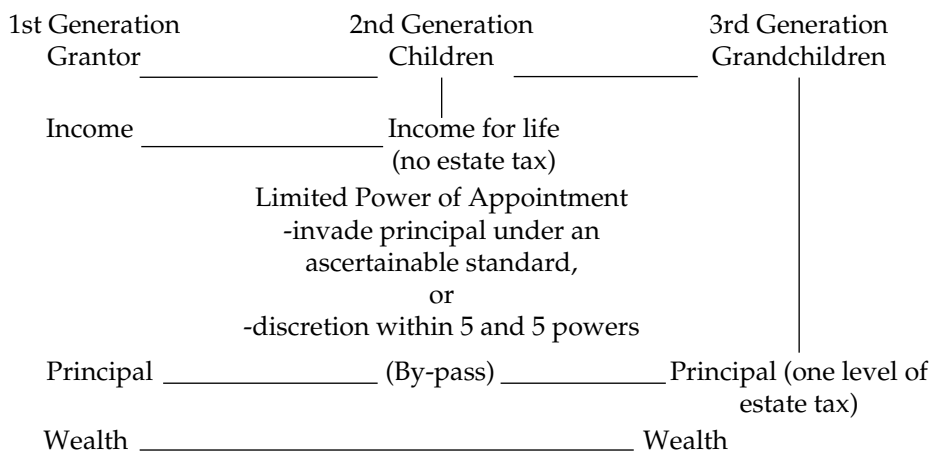 1st Generation 2nd Generation 3rd Generation
Grantor Children Grandchildren
Income Income for life
(no estate tax)
Limited Power of Appointment
-invade principal under an
ascertainable standard,
or
-discretion within 5 and 5 powers
Principal (By-pass) Principal (one level of
estate tax)
Wealth Wealth